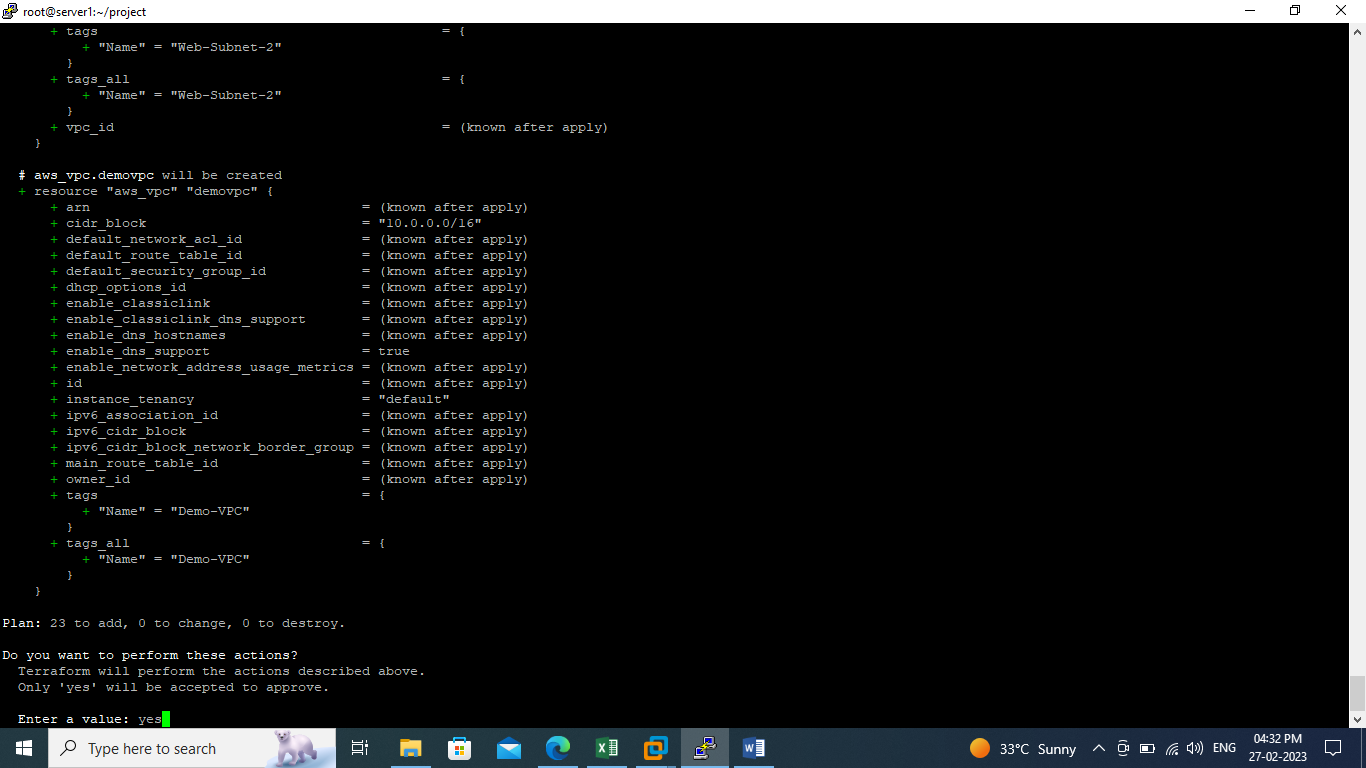 root@server1:~/project
+ tags = {
+ "Name" = "Web-Subnet-2"
}
+ tags_all = {
+ "Name" = "Web-Subnet-2"
}
+ vpc_id = (known after apply)
}
# aws_vpc.demovpc will be created
+ resource "aws_vpc" "demovpc" {
+ arn = (known after apply)
+ cidr_block = "10.0.0.0/16"
+ default_network_acl_id = (known after apply)
+ default_route_table_id = (known after apply)
+ default_security_group_id = (known after apply)
+ dhcp_options_id = (known after apply)
+ enable_classiclink = (known after apply)
+ enable_classiclink_dns_support = (known after apply)
+ enable_dns_hostnames = (known after apply)
+ enable_dns_support = true
+ enable_network_address_usage_metrics = (known after apply)
+ id = (known after apply)
+ instance_tenancy = "default"
+ ipv6_association_id = (known after apply)
+ ipv6_cidr_block = (known after apply)
+ ipv6_cidr_block_network_border_group = (known after apply)
+ main_route_table_id = (known after apply)
+ owner_id = (known after apply)
+ tags = {
+ "Name" = "Demo-VPC"
}
+ tags_all = {
+ "Name" = "Demo-VPC"
}
}
Plan: 23 to add, 0 to change, 0 to destroy.
Do you want to perform these actions?
Terraform will perform the actions described above.
Only 'yes' will be accepted to approve.
Enter a value: yes
Type here to search
33°C Sunny
ENG
04:32 PM
27-02-2023